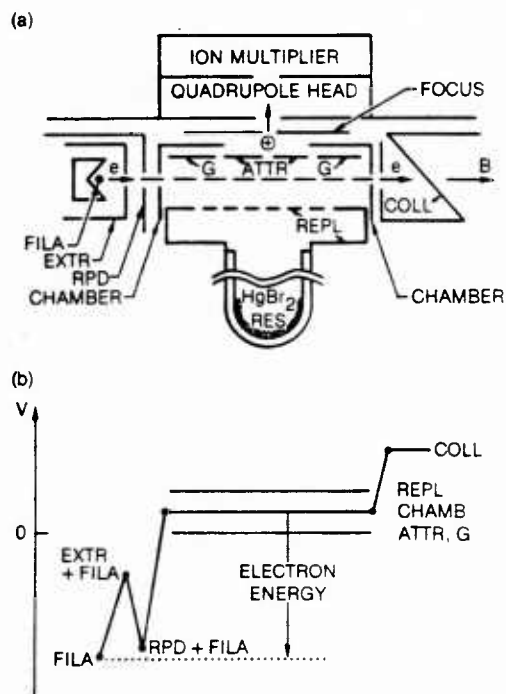 (a)
ION MULTIPLIER
QUADRUPOLE HEAD
FOCUS
⊕
e
G
ATTR
G
e
B
COLL
FILA
EXTR
RPD
CHAMBER
REPL
HgBr2
RES
CHAMBER
(b)
V
COLL
REPL
CHAMB
ATTR, G
0
EXTR
+ FILA
ELECTRON
ENERGY
RPD + FILA
FILA